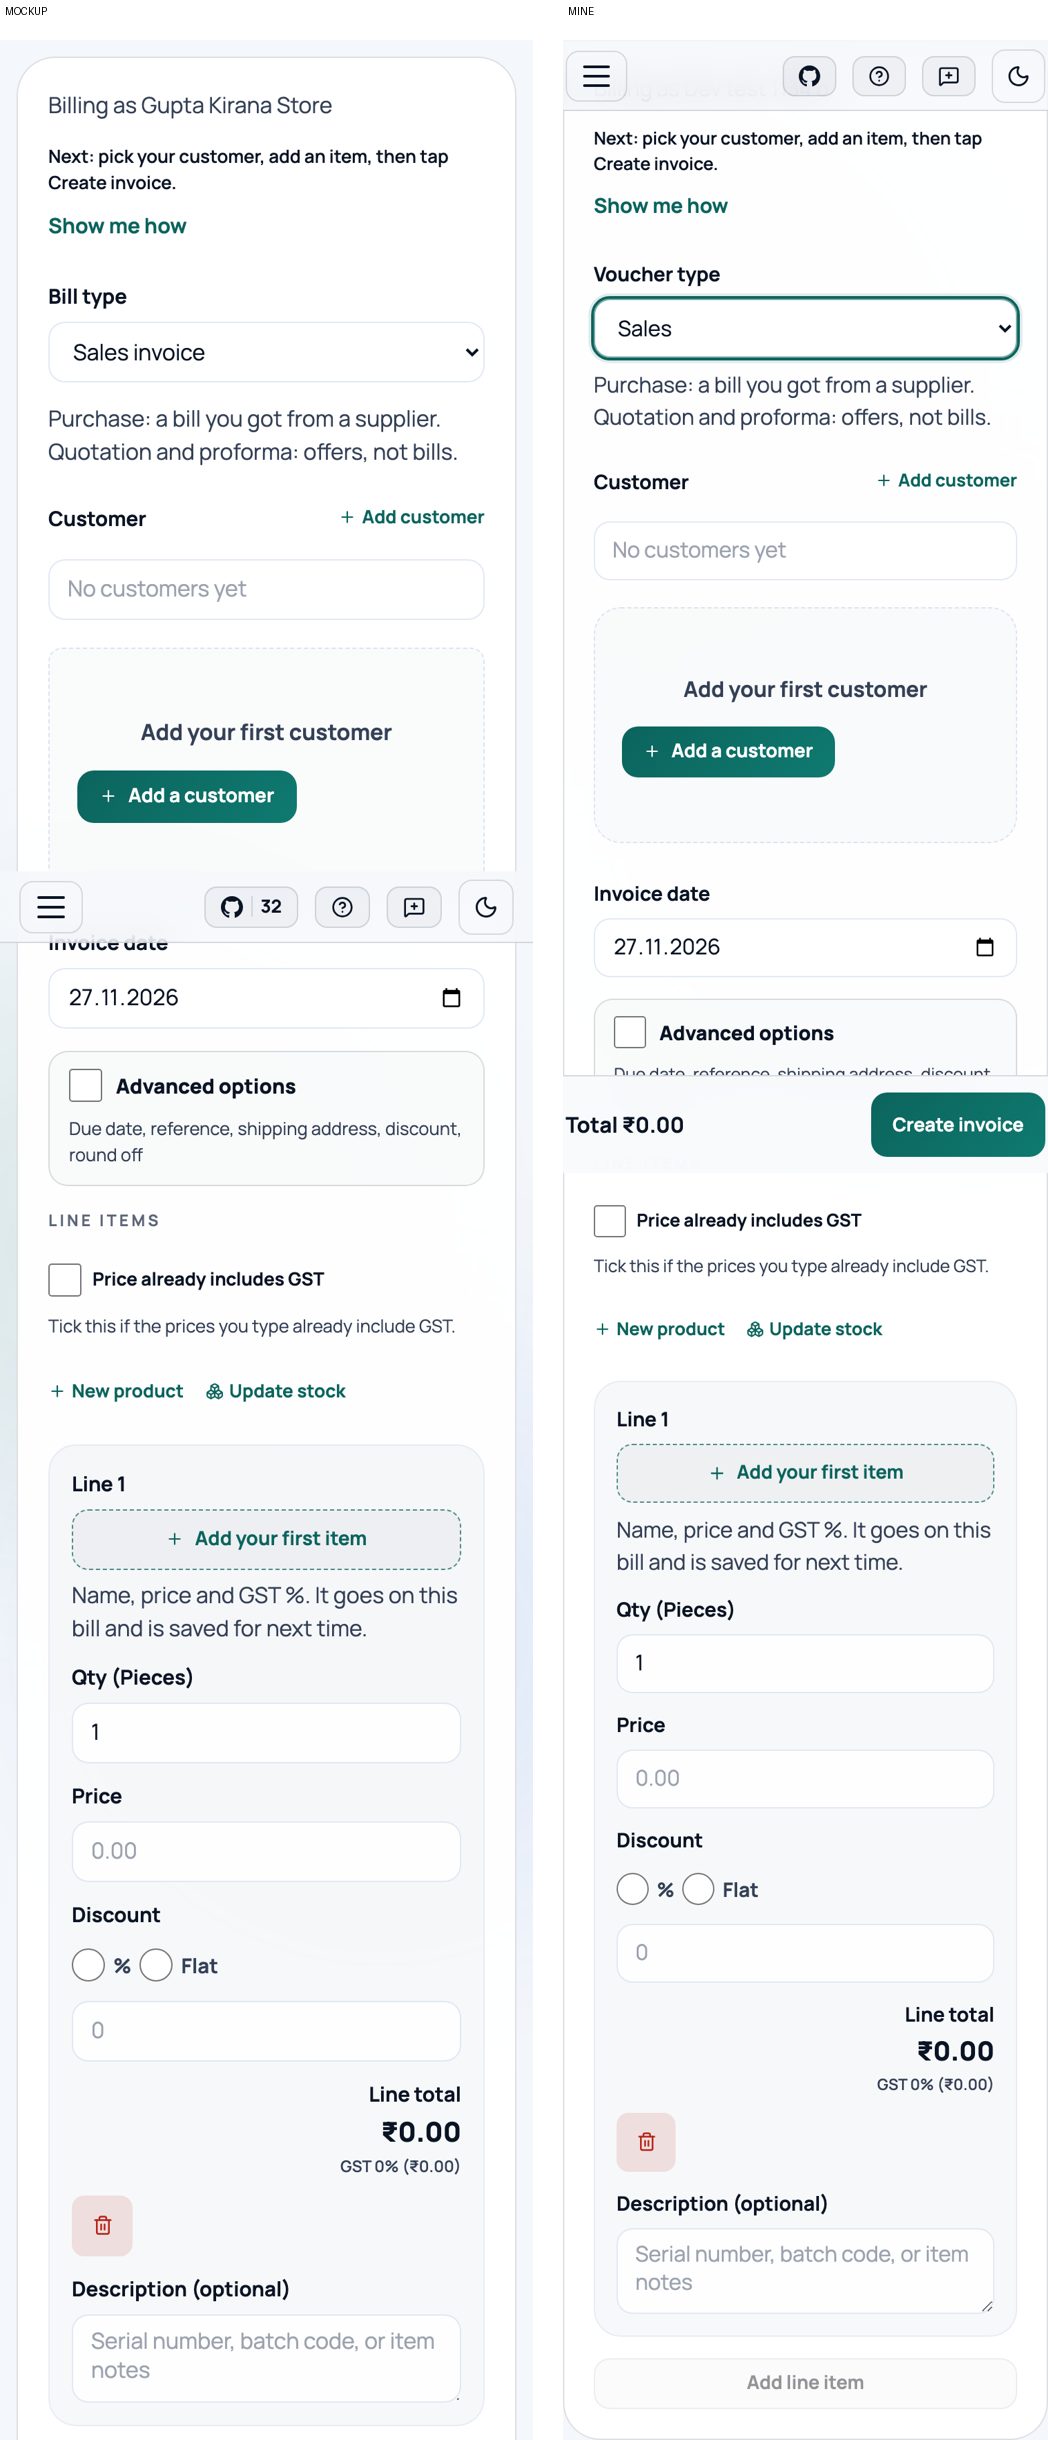 MOCKUP
Billing as Gupta Kirana Store
Next: pick your customer, add an item, then tap
Create invoice.
Show me how
Bill type
Sales invoice
Purchase: a bill you got from a supplier.
Quotation and proforma: offers, not bills.
Customer
+ Add customer
No customers yet
Add your first customer
+ Add a customer
32
Invoice date
27.11.2026
Advanced options
Due date, reference, shipping address, discount,
round off
LINE ITEMS
Price already includes GST
Tick this if the prices you type already include GST.
+ New product
Update stock
Line 1
+ Add your first item
Name, price and GST %. It goes on this
bill and is saved for next time.
Qty (Pieces)
1
Price
0.00
Discount
%
Flat
0
Line total
₹0.00
GST 0% (₹0.00)
Description (optional)
Serial number, batch code, or item
notes
MINE
Next: pick your customer, add an item, then tap
Create invoice.
Show me how
Voucher type
Sales
Purchase: a bill you got from a supplier.
Quotation and proforma: offers, not bills.
Customer
+ Add customer
No customers yet
Add your first customer
+ Add a customer
Invoice date
27.11.2026
Advanced options
Due date, reference, shipping address, discount,
Total ₹0.00
Create invoice
Price already includes GST
Tick this if the prices you type already include GST.
+ New product
Update stock
Line 1
+ Add your first item
Name, price and GST %. It goes on this
bill and is saved for next time.
Qty (Pieces)
1
Price
0.00
Discount
%
Flat
0
Line total
₹0.00
GST 0% (₹0.00)
Description (optional)
Serial number, batch code, or item
notes
Add line item